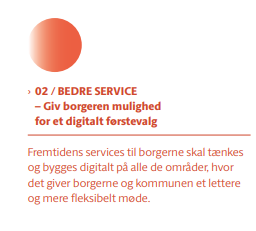 › 02 / BEDRE SERVICE
– Giv borgeren mulighed
for et digitalt førstevalg
Fremtidens services til borgerne skal tænkes
og bygges digitalt på alle de områder, hvor
det giver borgerne og kommunen et lettere
og mere fleksibelt møde.